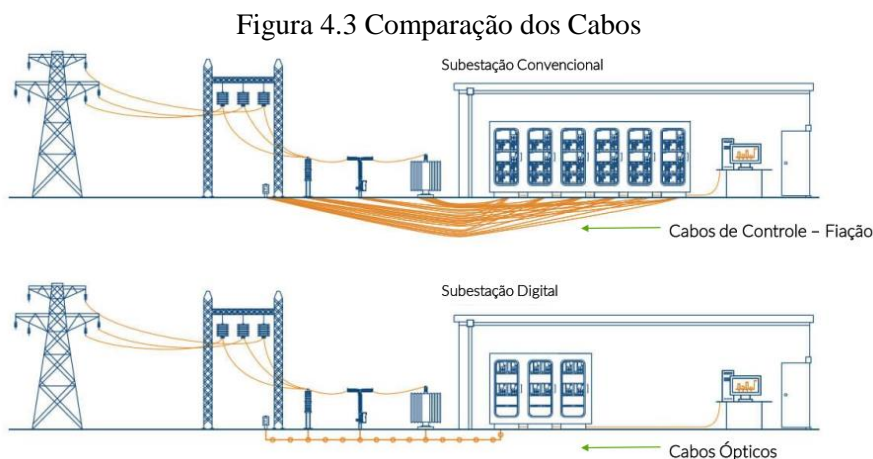 Figura 4.3 Comparação dos Cabos
Subestação Convencional
Cabos de Controle – Fiação
Subestação Digital
Cabos Ópticos